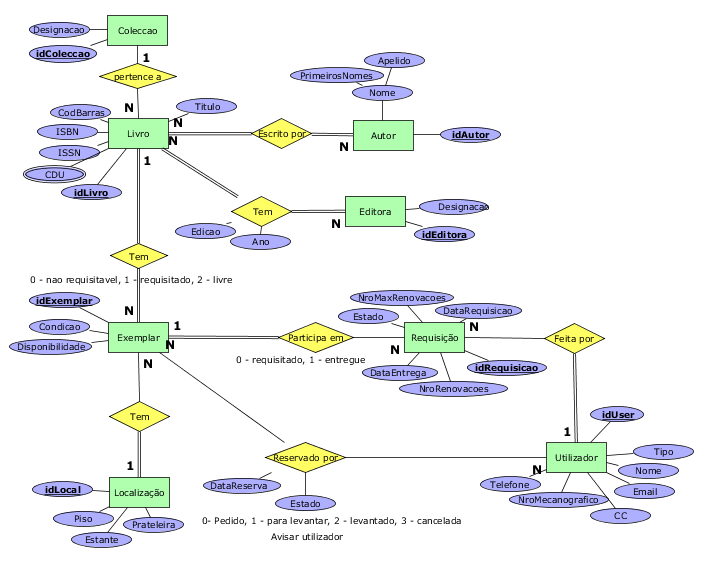 Coleccao
Designacao
idColeccao
1
pertence a
N
Apelido
PrimeirosNomes
Nome
CodBarras
Titulo
N
ISBN
Livro
N
Escrito por
N
Autor
idAutor
ISSN
CDU
1
idLivro
Tem
Edicao
Ano
Editora
N
Designacao
idEditora
Tem
0 - nao requisitavel, 1 - requisitado, 2 - livre
idExemplar
N
Condicao
Disponibilidade
Exemplar
1
N
N
Participa em
0 - requisitado, 1 - entregue
NroMaxRenovacoes
Estado
DataRequisicao
N
Requisição
N
DataEntrega
NroRenovacoes
idRequisicao
Feita por
Tem
1
idLocal
Localização
Piso
Estante
Prateleira
Reservado por
DataReserva
Estado
0- Pedido, 1 - para levantar, 2 - levantado, 3 - cancelada
Avisar utilizador
1
idUser
Utilizador
N
Telefone
NroMecanografico
Tipo
Nome
Email
CC